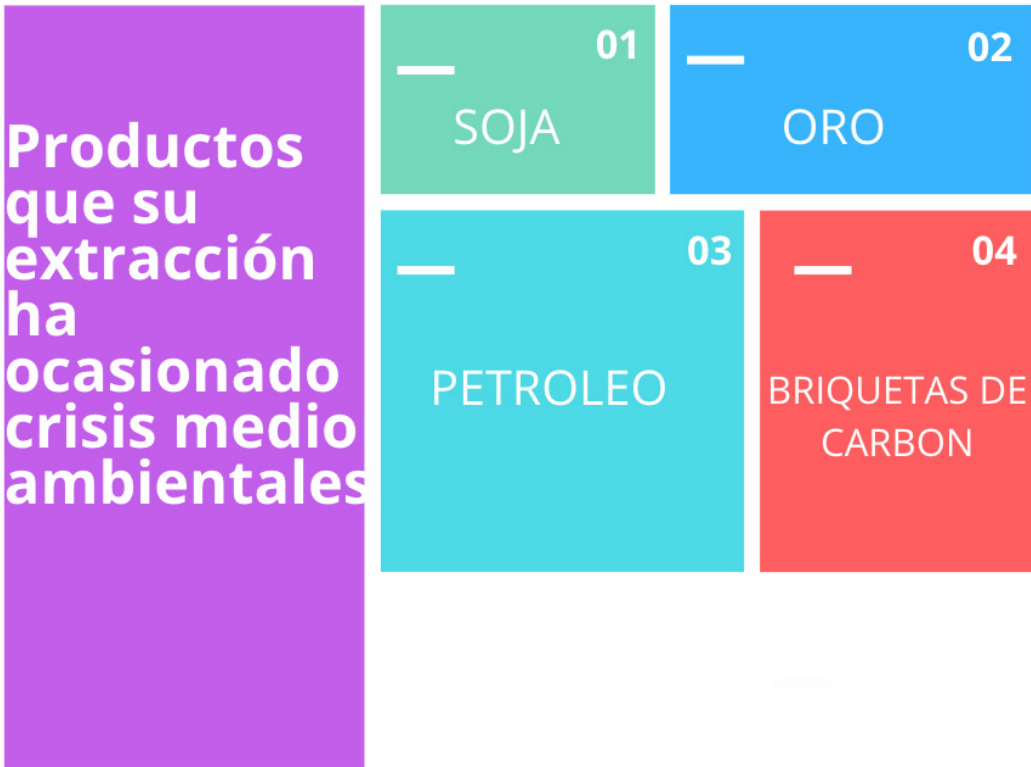 Productos
que su
extracción
ha
ocasionado
crisis medio
ambientales
01
SOJA
02
ORO
03
PETROLEO
04
BRIQUETAS DE
CARBON